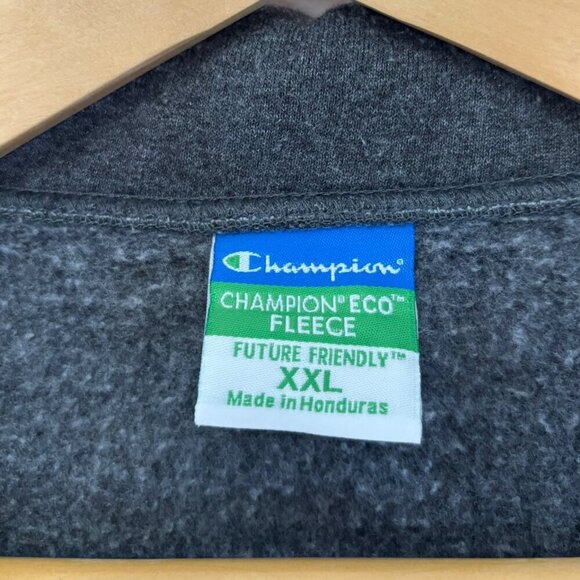 Champion®
CHAMPION® ECO™
FLEECE
FUTURE FRIENDLY™
XXL
Made in Honduras